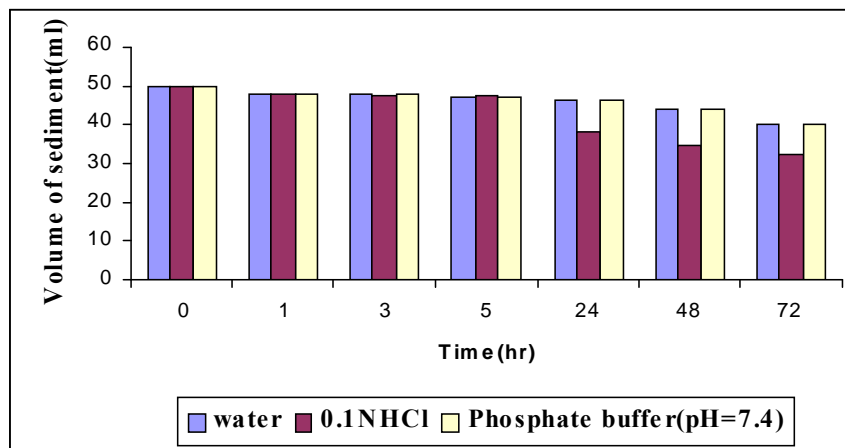 Volume of sediment(ml)
60
50
40
30
20
10
0
0 1 3 5 24 48 72
Time(hr)
water 0.1NHCl Phosphate buffer(pH=7.4)